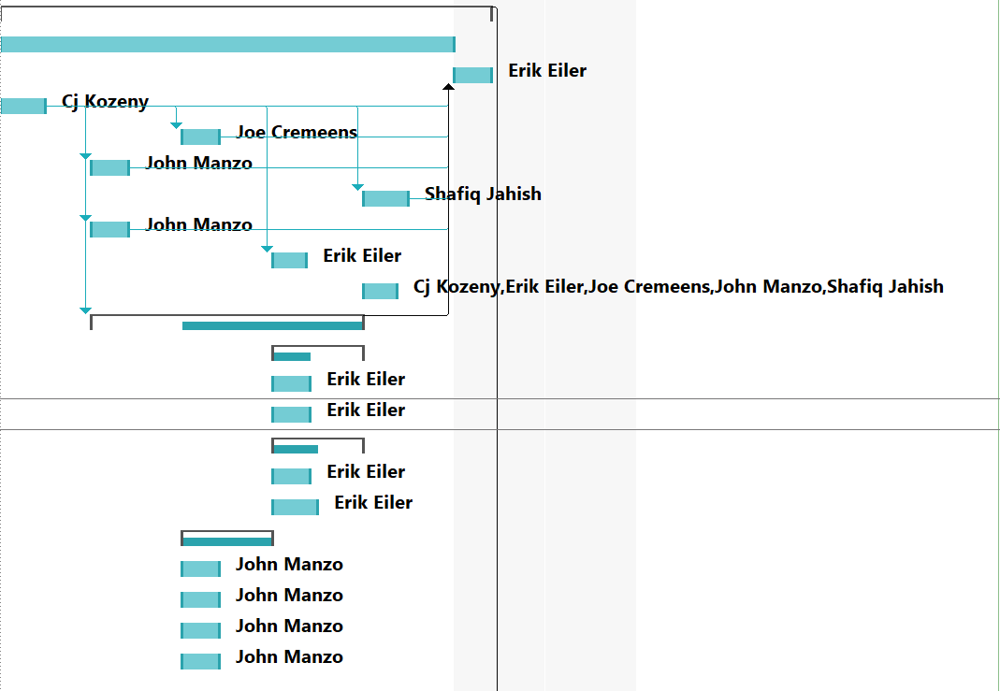 Erik Eiler
Cj Kozeny
Joe Cremeens
John Manzo
Shafiq Jahish
John Manzo
Erik Eiler
Cj Kozeny,Erik Eiler,Joe Cremeens,John Manzo,Shafiq Jahish
Erik Eiler
Erik Eiler
Erik Eiler
Erik Eiler
John Manzo
John Manzo
John Manzo
John Manzo